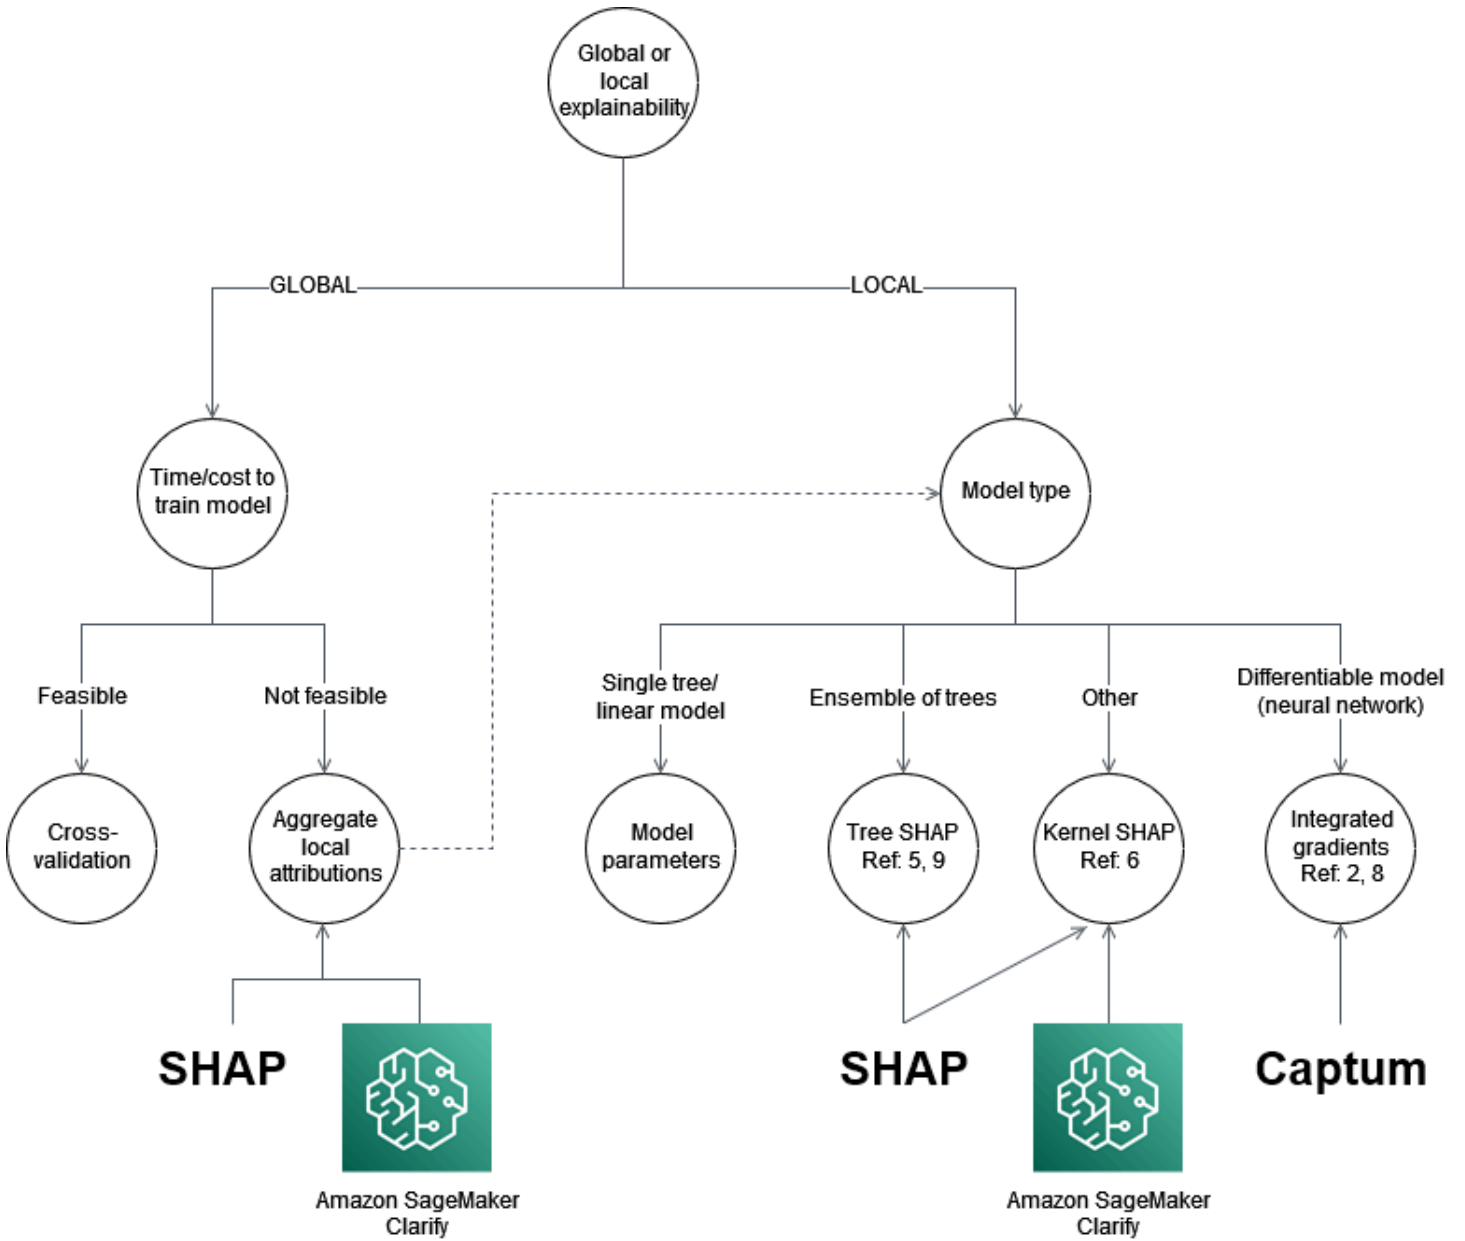 Global or
local
explainability
GLOBAL
LOCAL
Time/cost to
train model
Model type
Feasible
Not feasible
Single tree/
linear model
Ensemble of trees
Other
Differentiable model
(neural network)
Cross-
validation
Aggregate
local
attributions
Model
parameters
Tree SHAP
Ref: 5, 9
Kernel SHAP
Ref: 6
Integrated
gradients
Ref: 2, 8
SHAP
SHAP
Captum
Amazon SageMaker
Clarify
Amazon SageMaker
Clarify